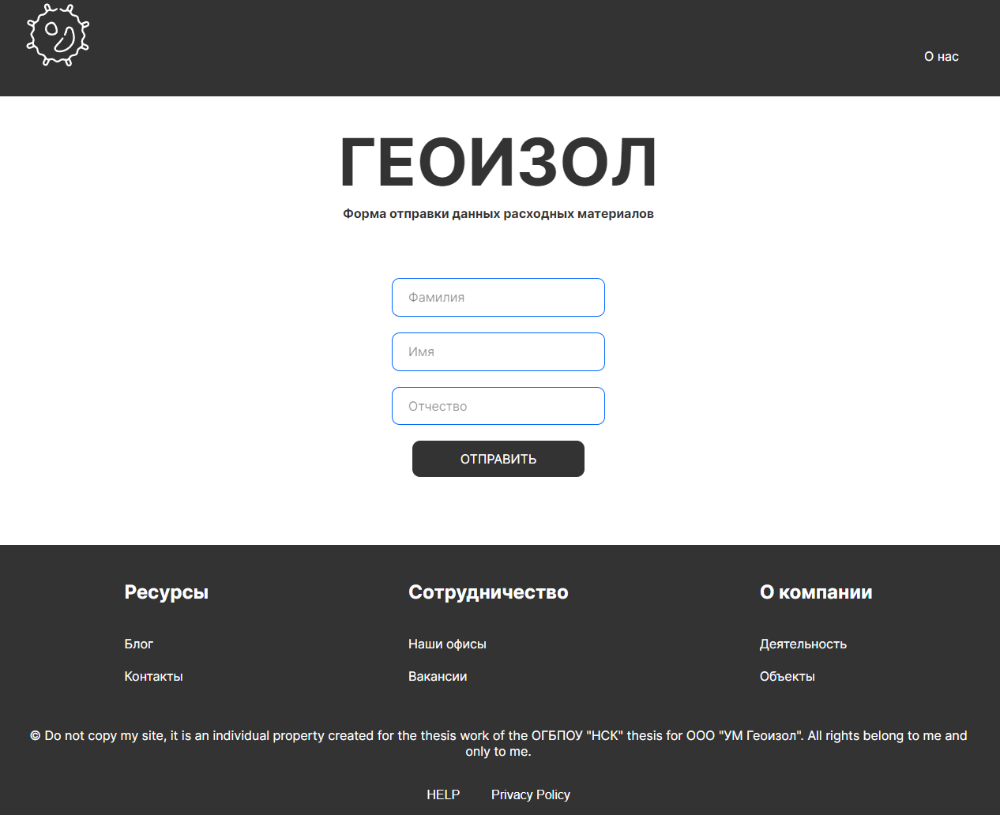 О нас
ГЕОИЗОЛ
Форма отправки данных расходных материалов
Фамилия
Имя
Отчество
ОТПРАВИТЬ
Ресурсы
Блог
Контакты
Сотрудничество
Наши офисы
Вакансии
О компании
Деятельность
Объекты
© Do not copy my site, it is an individual property created for the thesis work of the ОГБПОУ "НСК" thesis for ООО "УМ Геоизол". All rights belong to me and
only to me.
HELP
Privacy Policy